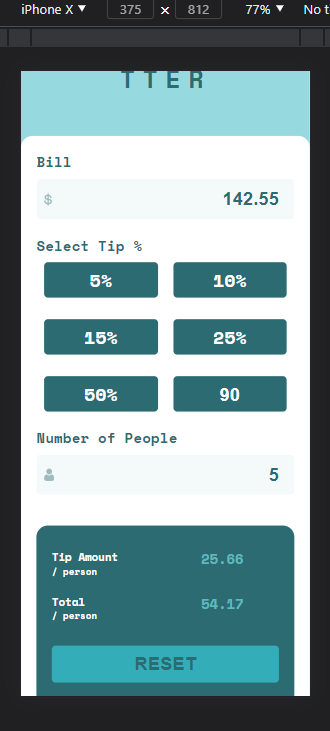 iPhone X ▼ 375 × 812 77% ▼ No t
TTER
Bill
$ 142.55
Select Tip %
5% 10%
15% 25%
50% 90
Number of People
5
Tip Amount 25.66
/ person
Total 54.17
/ person
RESET